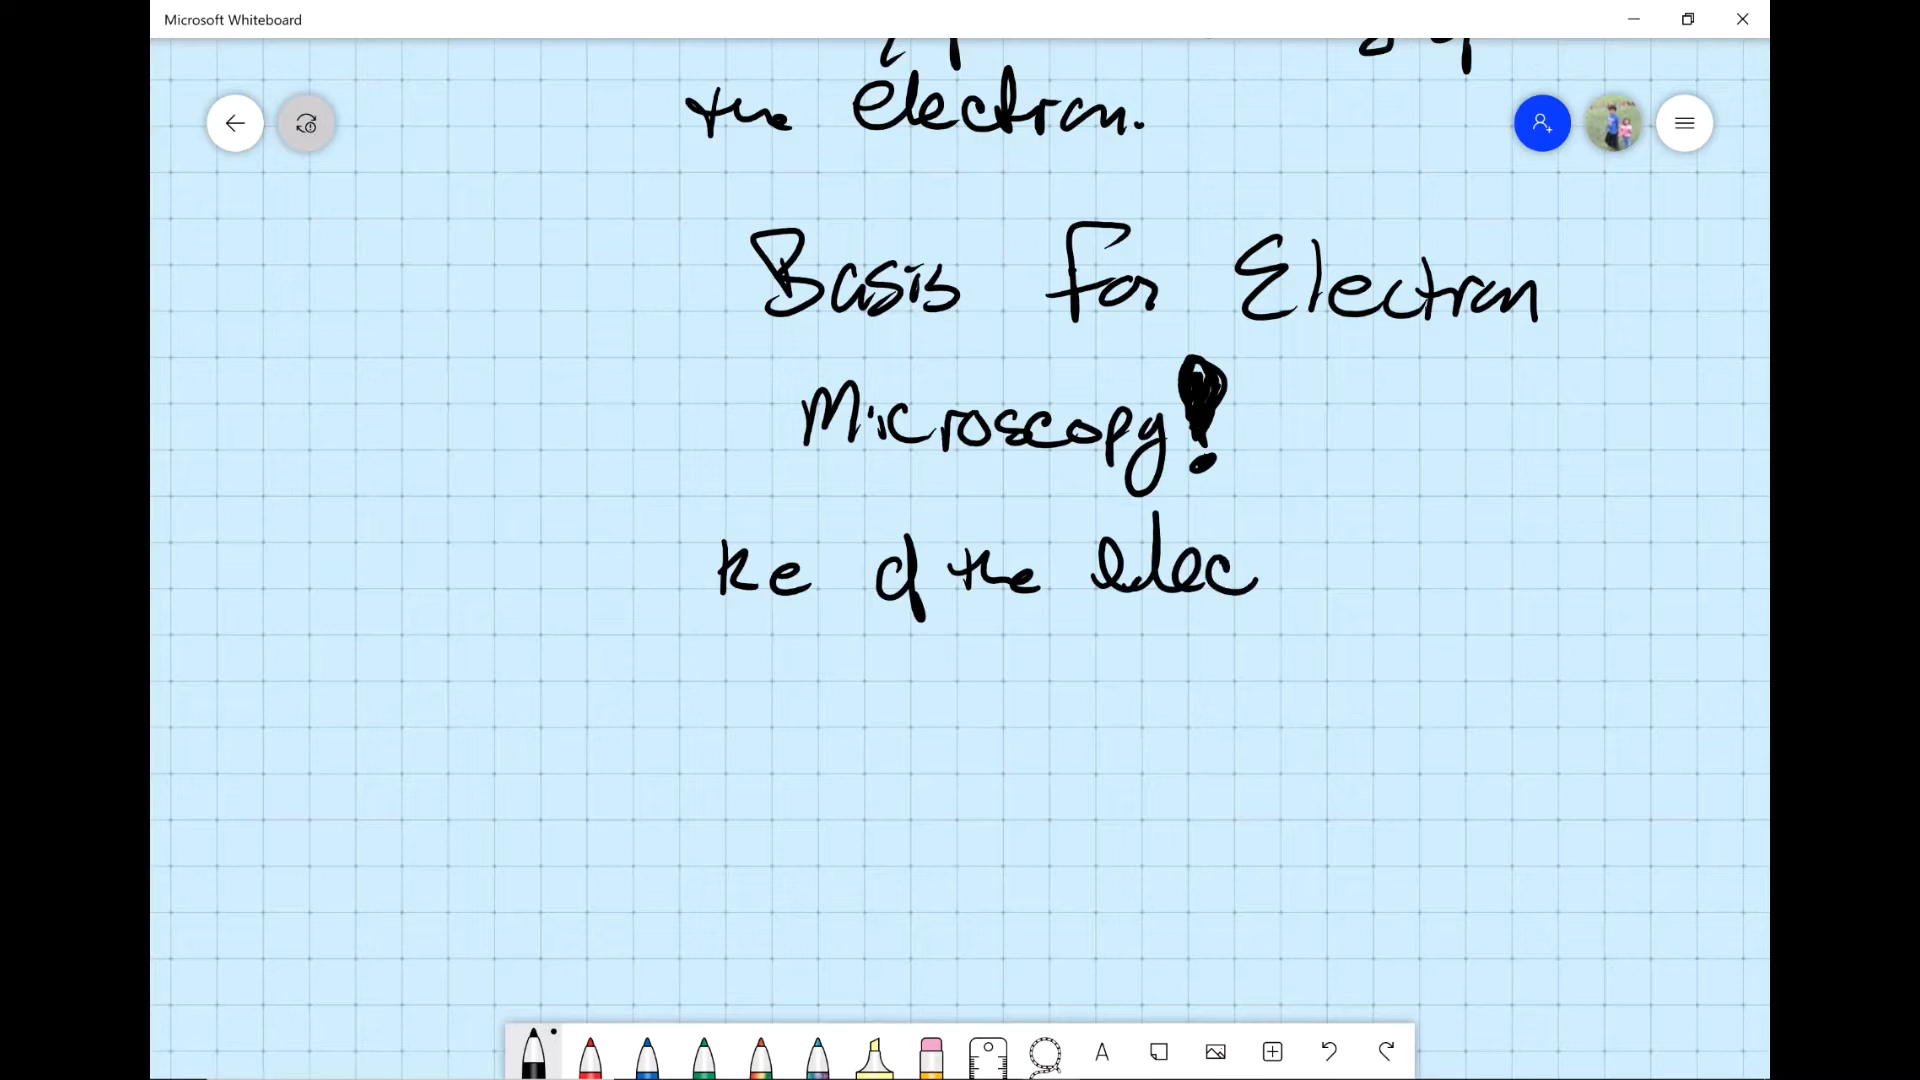 Microsoft Whiteboard
the electron.
Basis For Electron
Microscopy!
ke of the elec
A